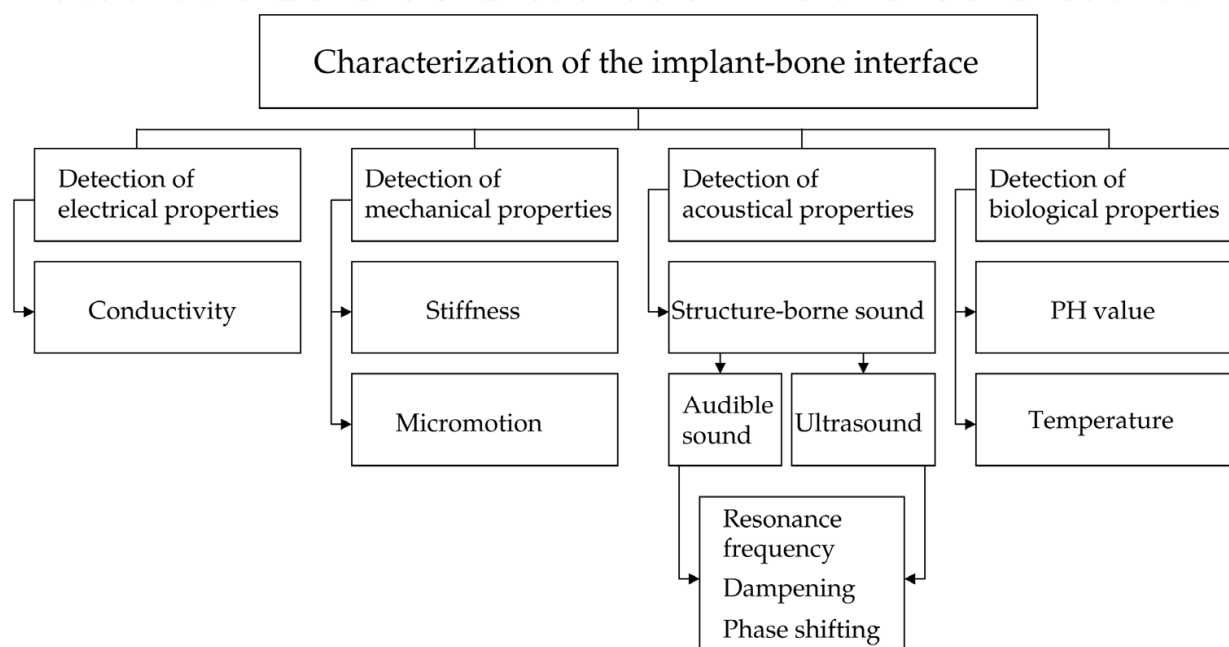 Characterization of the implant-bone interface
Detection of
electrical properties
Conductivity
Detection of
mechanical properties
Stiffness
Micromotion
Detection of
acoustical properties
Structure-borne sound
Audible
sound
Ultrasound
Resonance
frequency
Dampening
Phase shifting
Detection of
biological properties
PH value
Temperature